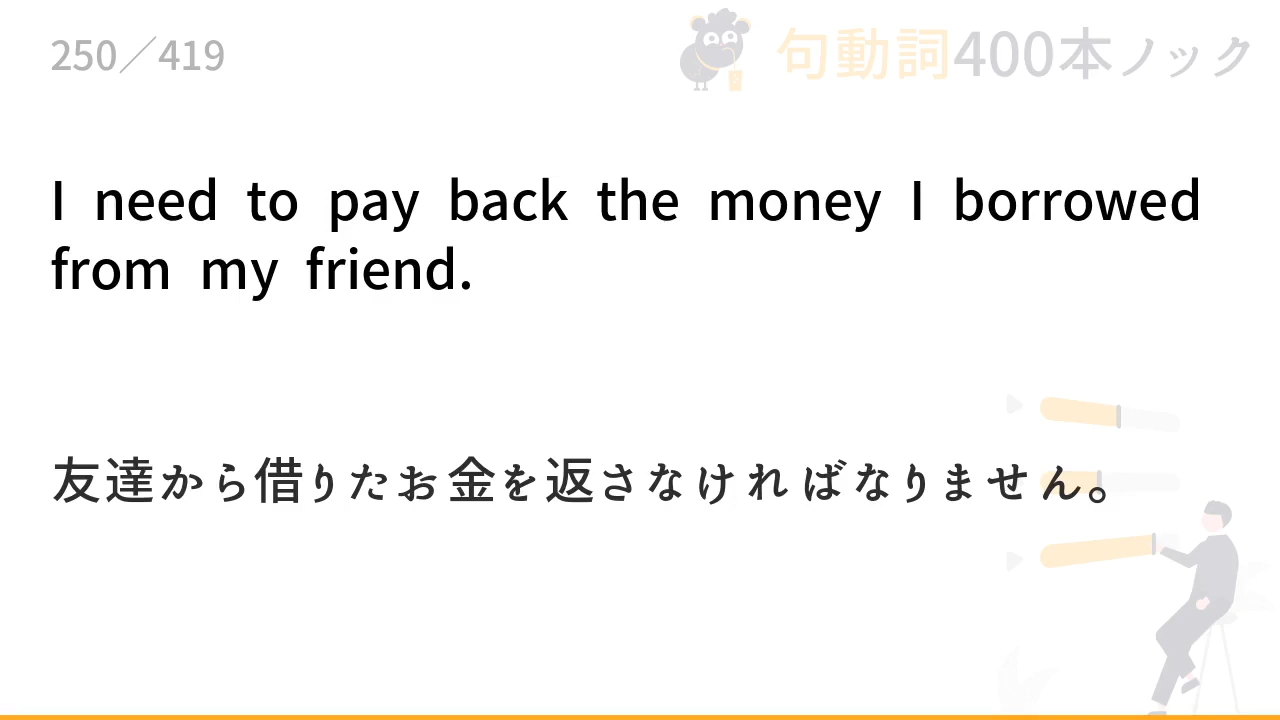 250／419
句動詞400本ノック
I need to pay back the money I borrowed
from my friend.
友達から借りたお金を返さなければなりません。